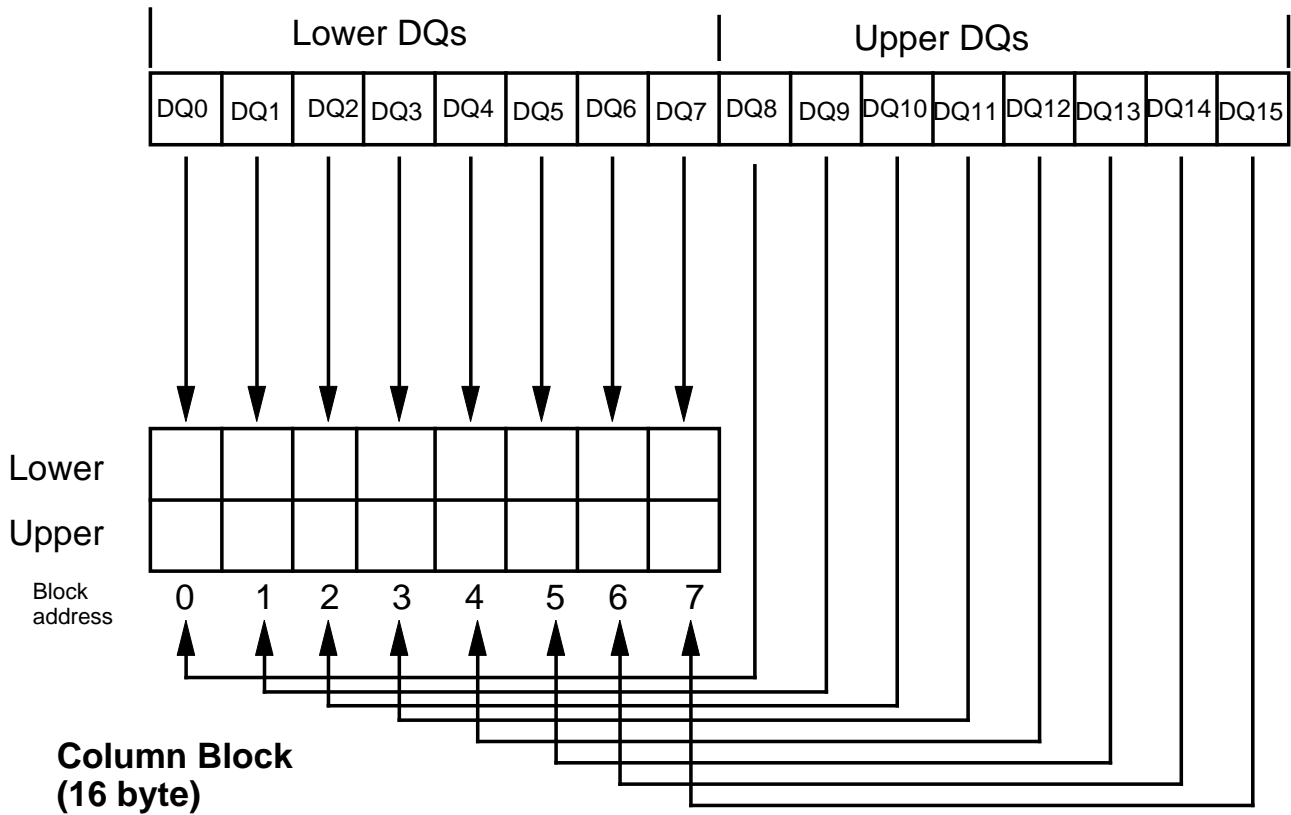 Lower DQs Upper DQs
DQ0 DQ1 DQ2 DQ3 DQ4 DQ5 DQ6 DQ7 DQ8 DQ9 DQ10 DQ11 DQ12 DQ13 DQ14 DQ15
Lower
Upper
Block
address
0 1 2 3 4 5 6 7
Column Block
(16 byte)